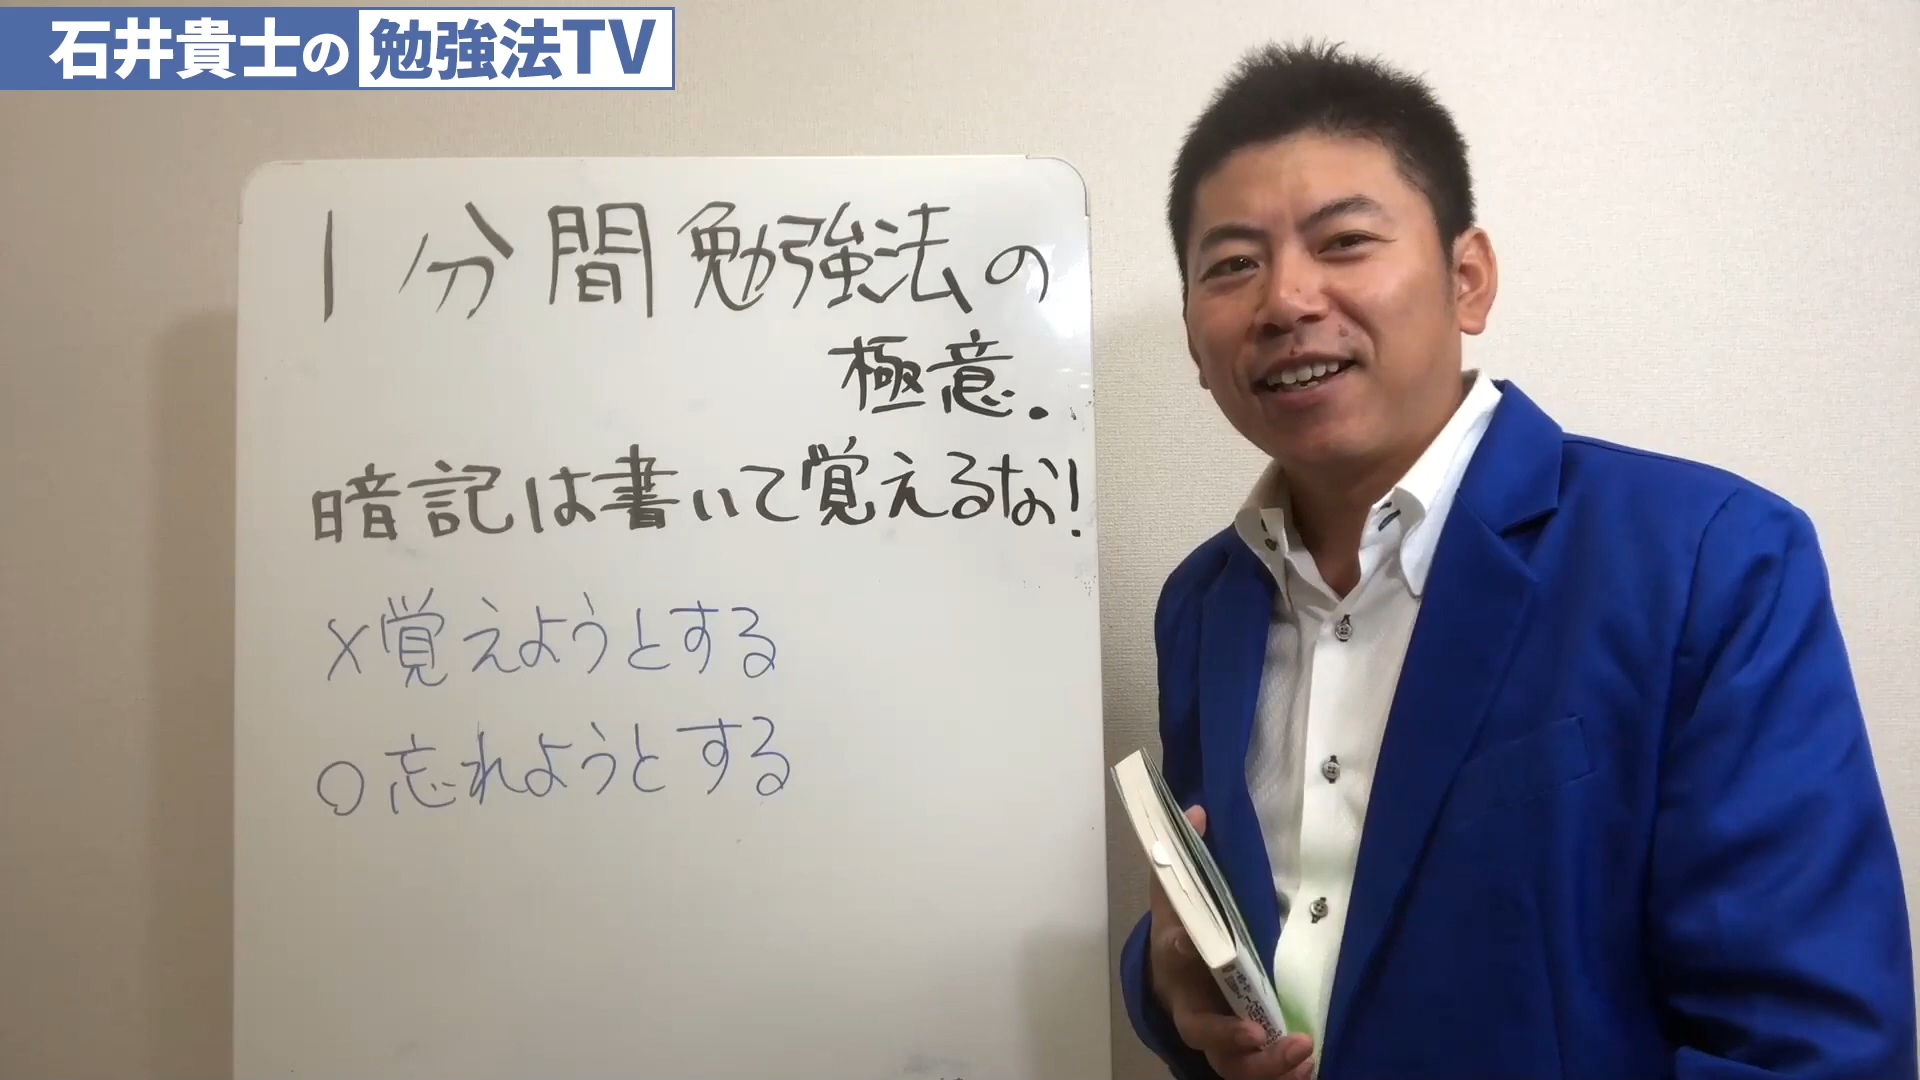 石井貴士の勉強法TV
1分間勉強法の
極意.
暗記は書いて覚えるな!
×覚えようとする
○忘れようとする